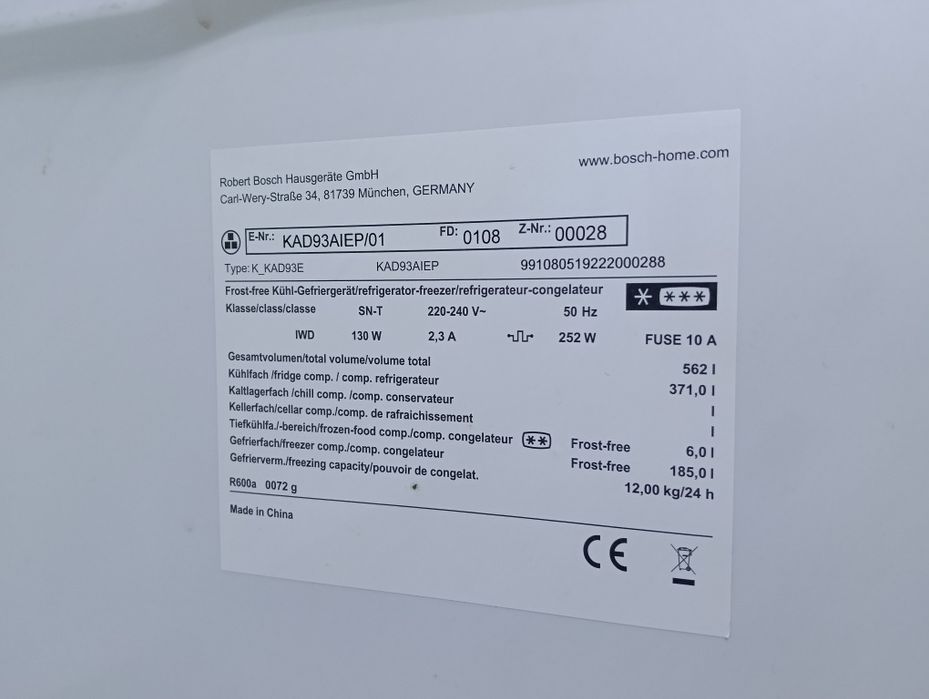 Robert Bosch Hausgeräte GmbH
Carl-Wery-Straße 34, 81739 München, GERMANY
www.bosch-home.com
E-Nr.: KAD93AIEP/01 FD: 0108 Z-Nr.: 00028
Type: K_KAD93E KAD93AIEP 991080519222000288
Frost-free Kühl-Gefriergerät/refrigerator-freezer/refrigerateur-congelateur
Klasse/class/classe SN-T 220-240 V~ 50 Hz
IWD 130 W 2,3 A 252 W FUSE 10 A
Gesamtvolumen/total volume/volume total 562 l
Kühlfach /fridge comp. / comp. refrigerateur 371,0 l
Kaltlagerfach /chill comp. /comp. conservateur l
Kellerfach/cellar comp./comp. de rafraichissement l
Tiefkühlfa./-bereich/frozen-food comp./comp. congelateur ** Frost-free 6,0 l
Gefrierfach/freezer comp./comp. congelateur Frost-free 185,0 l
Gefrierverm./freezing capacity/pouvoir de congelat. 12,00 kg/24 h
R600a 0072 g
Made in China
CE